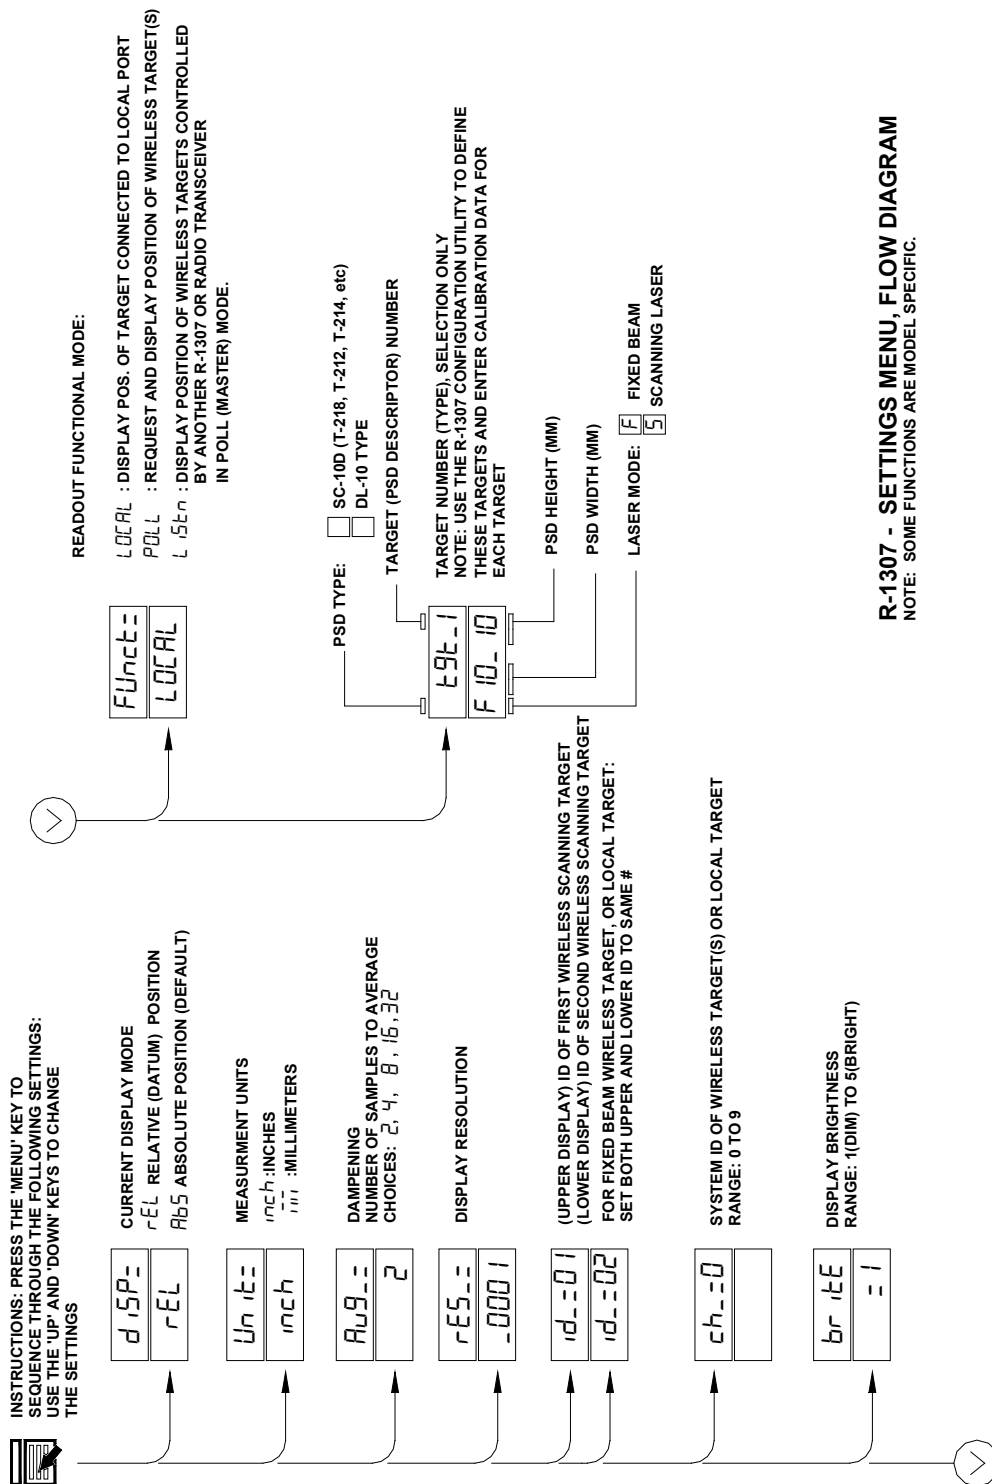 INSTRUCTIONS: PRESS THE 'MENU' KEY TO
SEQUENCE THROUGH THE FOLLOWING SETTINGS:
USE THE 'UP' AND 'DOWN' KEYS TO CHANGE
THE SETTINGS
diSP=
rEL
CURRENT DISPLAY MODE
rEL RELATIVE (DATUM) POSITION
AbS ABSOLUTE POSITION (DEFAULT)
Unit=
inch
MEASURMENT UNITS
inch :INCHES
:MILLIMETERS
Aug_=
2
DAMPENING
NUMBER OF SAMPLES TO AVERAGE
CHOICES: 2, 4, 8, 16, 32
rES_=
_0001
DISPLAY RESOLUTION
id_=01
id_=02
(UPPER DISPLAY) ID OF FIRST WIRELESS SCANNING TARGET
(LOWER DISPLAY) ID OF SECOND WIRELESS SCANNING TARGET
FOR FIXED BEAM WIRELESS TARGET, OR LOCAL TARGET:
SET BOTH UPPER AND LOWER ID TO SAME #
ch_=0
SYSTEM ID OF WIRELESS TARGET(S) OR LOCAL TARGET
RANGE: 0 TO 9
britE
= 1
DISPLAY BRIGHTNESS
RANGE: 1(DIM) TO 5(BRIGHT)
FUnct=
LOCAL
READOUT FUNCTIONAL MODE:
LOCAL : DISPLAY POS. OF TARGET CONNECTED TO LOCAL PORT
POLL : REQUEST AND DISPLAY POSITION OF WIRELESS TARGET(S)
LiStn : DISPLAY POSITION OF WIRELESS TARGETS CONTROLLED
BY ANOTHER R-1307 OR RADIO TRANSCEIVER
IN POLL (MASTER) MODE.
PSD TYPE:
SC-10D (T-218, T-212, T-214, etc)
DL-10 TYPE
TARGET (PSD DESCRIPTOR) NUMBER
tgt_1
F 10_ 10
TARGET NUMBER (TYPE), SELECTION ONLY
NOTE: USE THE R-1307 CONFIGURATION UTILITY TO DEFINE
THESE TARGETS AND ENTER CALIBRATION DATA FOR
EACH TARGET
PSD HEIGHT (MM)
PSD WIDTH (MM)
LASER MODE: F FIXED BEAM
S SCANNING LASER
R-1307 - SETTINGS MENU, FLOW DIAGRAM
NOTE: SOME FUNCTIONS ARE MODEL SPECIFIC.